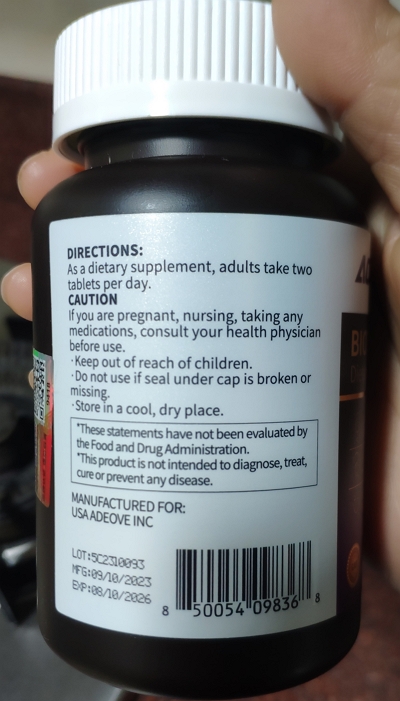 DIRECTIONS:
As a dietary supplement, adults take two
tablets per day.
CAUTION
If you are pregnant, nursing, taking any
medications, consult your health physician
before use.
·Keep out of reach of children.
·Do not use if seal under cap is broken or
missing.
·Store in a cool, dry place.
*These statements have not been evaluated by
the Food and Drug Administration.
*This product is not intended to diagnose, treat,
cure or prevent any disease.
MANUFACTURED FOR:
USA ADEOVE INC
LOT:5C2310093
MFG:09/10/2023
EXP:08/10/2026
8 50054 09836 8